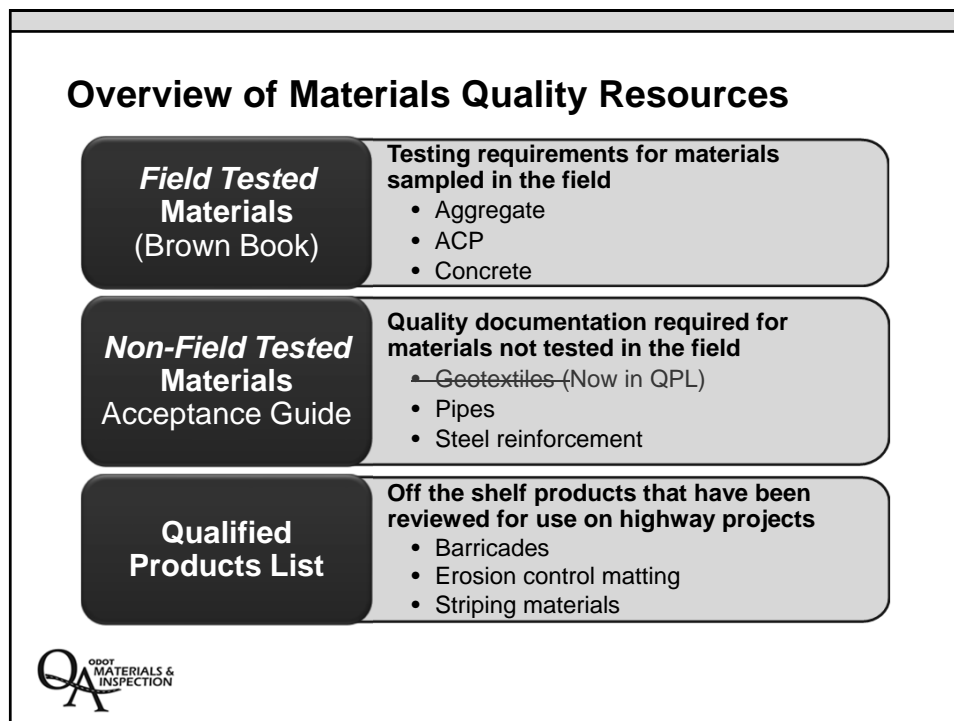 Overview of Materials Quality Resources
Field Tested
Materials
(Brown Book)
Testing requirements for materials
sampled in the field
• Aggregate
• ACP
• Concrete
Non-Field Tested
Materials
Acceptance Guide
Quality documentation required for
materials not tested in the field
• Geotextiles (Now in QPL)
• Pipes
• Steel reinforcement
Qualified
Products List
Off the shelf products that have been
reviewed for use on highway projects
• Barricades
• Erosion control matting
• Striping materials
QA
ODOT
MATERIALS &
INSPECTION